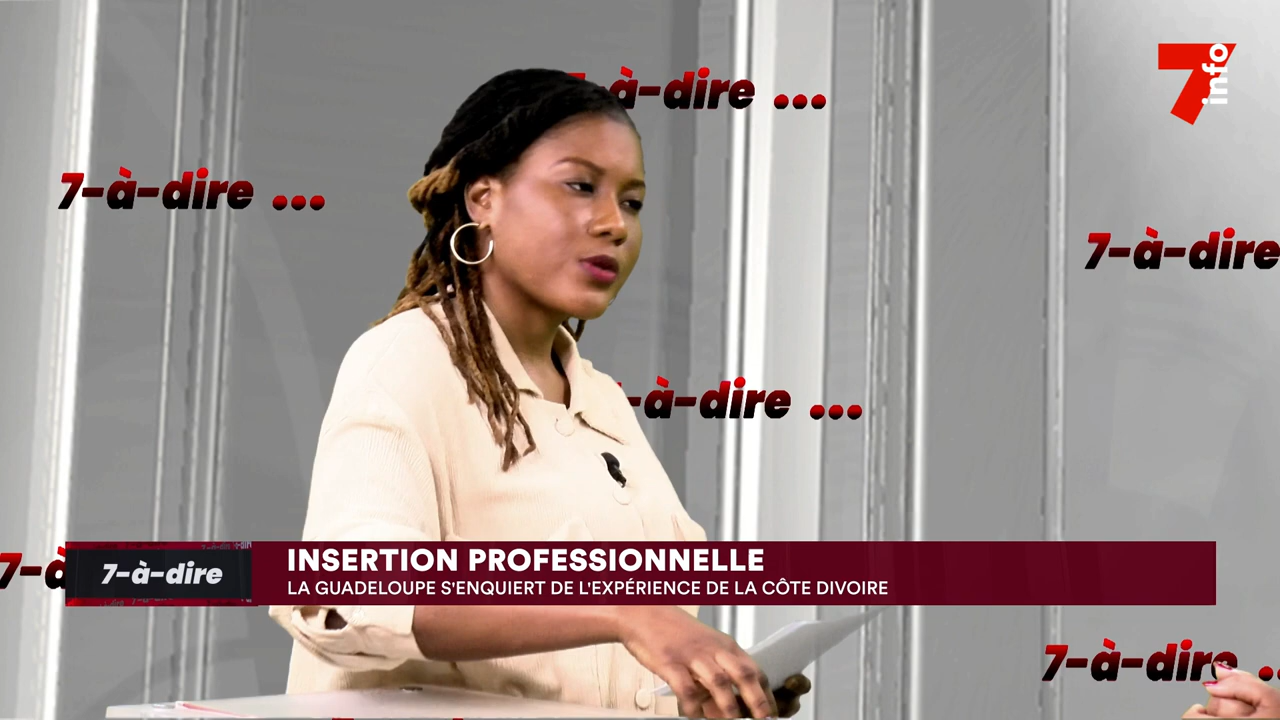 7 info
7-à-dire ...
à-dire ...
7-à-dire
-à-dire ...
7-à-dire
INSERTION PROFESSIONNELLE
LA GUADELOUPE S'ENQUIERT DE L'EXPÉRIENCE DE LA CÔTE DIVOIRE
7-à
7-à-dire ..